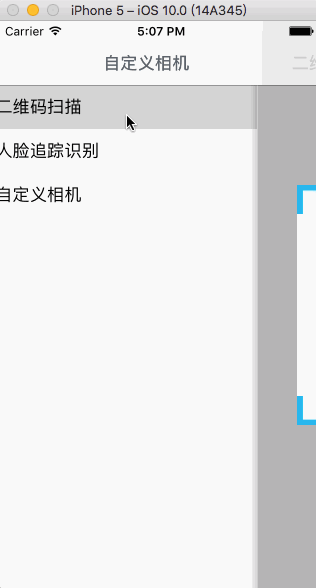 iPhone 5 – iOS 10.0 (14A345)
Carrier 5:07 PM
自定义相机 二维
二维码扫描
人脸追踪识别
自定义相机